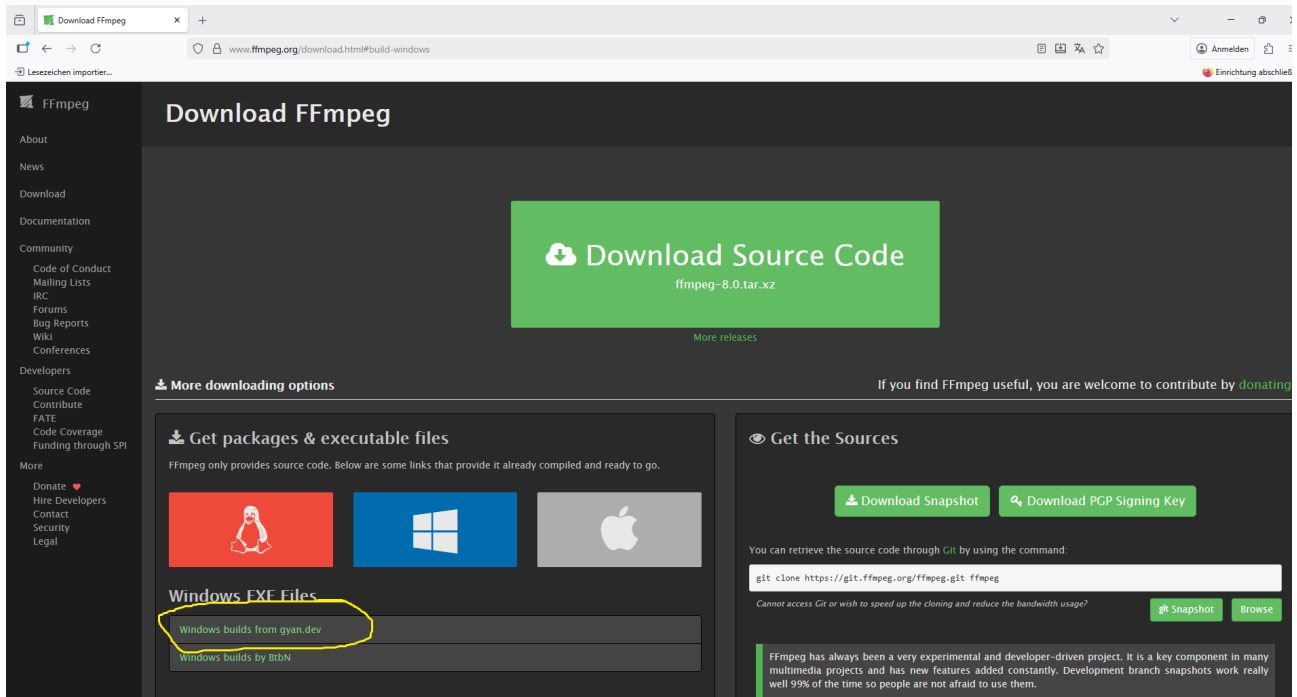 Download FFmpeg
www.ffmpeg.org/download.html#build-windows
Anmelden
Lesezeichen importier...
Einrichtung abschließ
FFmpeg
About
News
Download
Documentation
Community
Code of Conduct
Mailing Lists
IRC
Forums
Bug Reports
Wiki
Conferences
Developers
Source Code
Contribute
FATE
Code Coverage
Funding through SPI
More
Donate
Hire Developers
Contact
Security
Legal
Download FFmpeg
Download Source Code
ffmpeg-8.0.tar.xz
More releases
More downloading options
If you find FFmpeg useful, you are welcome to contribute by donating
Get packages & executable files
FFmpeg only provides source code. Below are some links that provide it already compiled and ready to go.
Windows EXE Files
Windows builds from gyan.dev
Windows builds by BtbN
Get the Sources
Download Snapshot
Download PGP Signing Key
You can retrieve the source code through Git by using the command:
git clone https://git.ffmpeg.org/ffmpeg.git ffmpeg
Cannot access Git or wish to speed up the cloning and reduce the bandwidth usage?
git Snapshot
Browse
FFmpeg has always been a very experimental and developer-driven project. It is a key component in many
multimedia projects and has new features added constantly. Development branch snapshots work really
well 99% of the time so people are not afraid to use them.